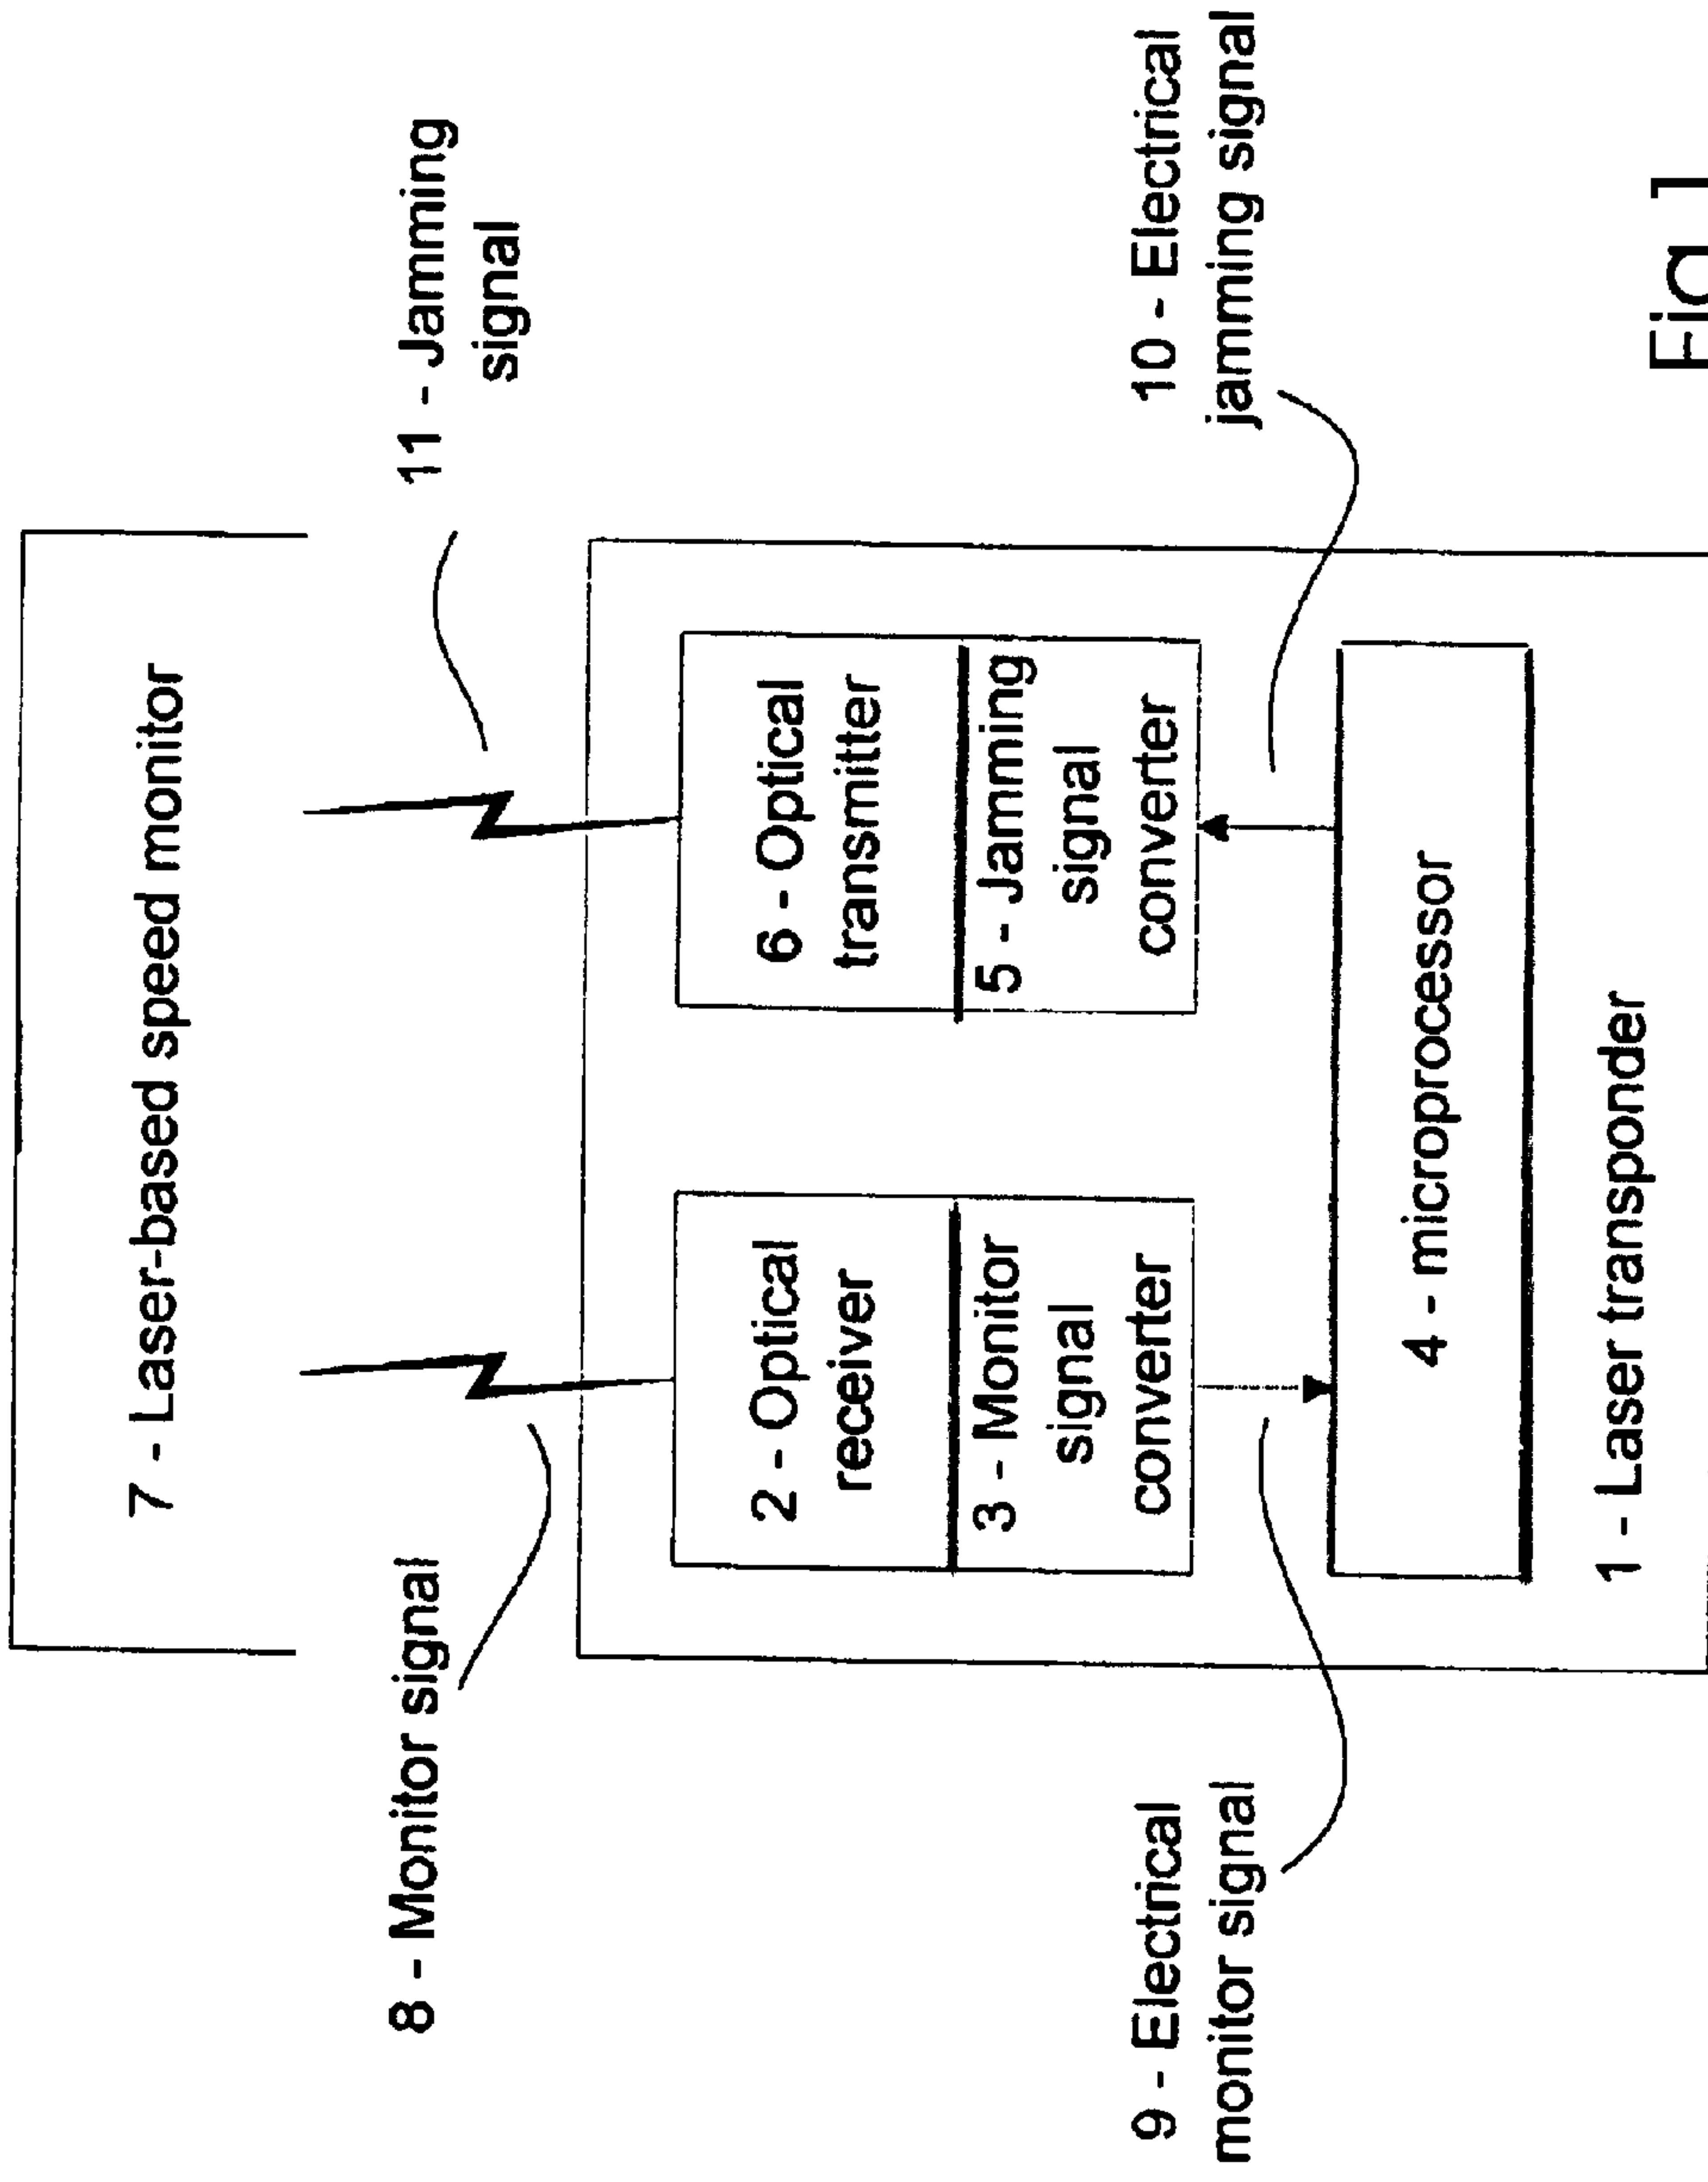 7 - Laser-based speed monitor
8 - Monitor signal
11 - Jamming
signal
2 - Optical
receiver
6 - Optical
transmitter
3 - Monitor
signal
converter
5 - Jamming
signal
converter
9 - Electrical
monitor signal
10 - Electrical
jamming signal
4 - microprocessor
1 - Laser transponder
Fig 1